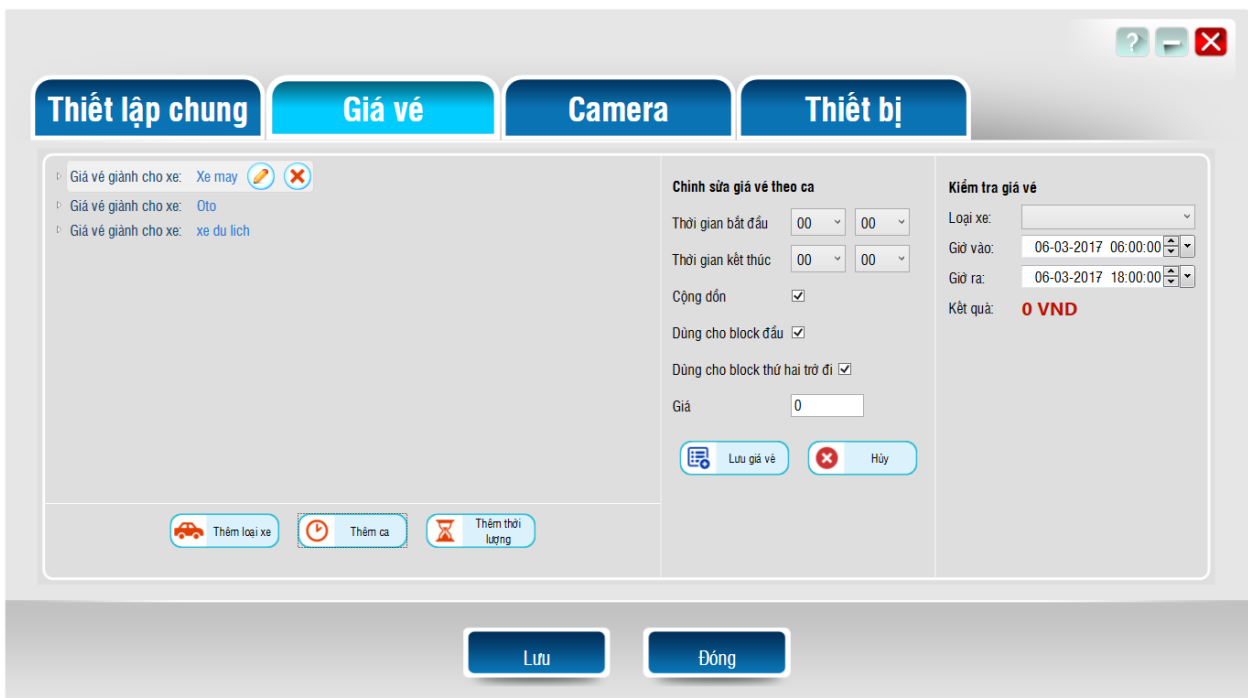 ?
Thiết lập chung
Giá vé
Camera
Thiết bị
Giá vé giành cho xe: Xe may
Giá vé giành cho xe: Oto
Giá vé giành cho xe: xe du lich
Thêm loại xe
Thêm ca
Thêm thời
lượng
Chỉnh sửa giá vé theo ca
Thời gian bắt đầu 00 00
Thời gian kết thúc 00 00
Cộng dồn
Dùng cho block đầu
Dùng cho block thứ hai trở đi
Giá 0
Lưu giá vé
Hủy
Kiểm tra giá vé
Loại xe:
Giờ vào: 06-03-2017 06:00:00
Giờ ra: 06-03-2017 18:00:00
Kết quả: 0 VND
Lưu
Đóng